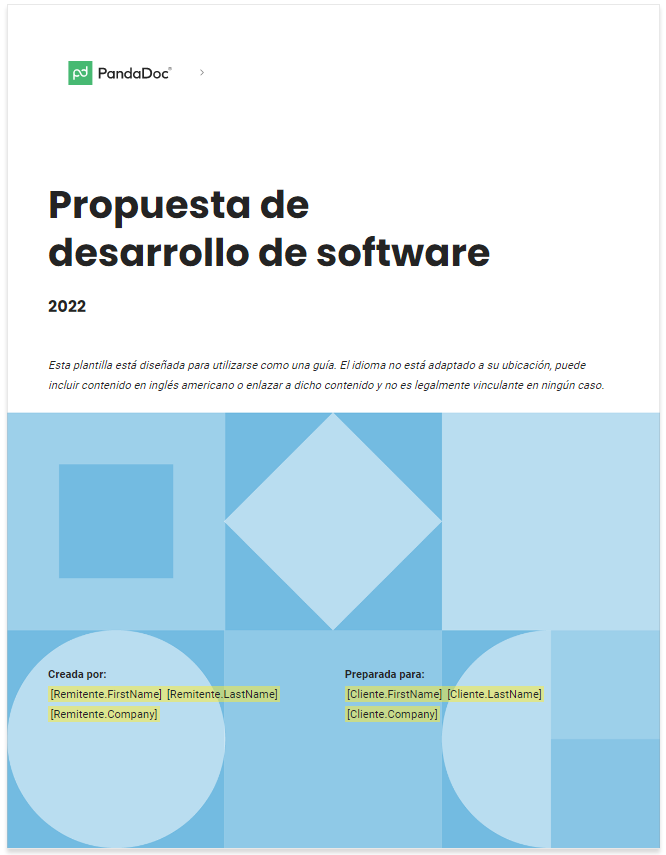 pd PandaDoc®
Propuesta de
desarrollo de software
2022
Esta plantilla está diseñada para utilizarse como una guía. El idioma no está adaptado a su ubicación, puede
incluir contenido en inglés americano o enlazar a dicho contenido y no es legalmente vinculante en ningún caso.
Creada por:
[Remitente.FirstName] [Remitente.LastName]
[Remitente.Company]
Preparada para:
[Cliente.FirstName] [Cliente.LastName]
[Cliente.Company]